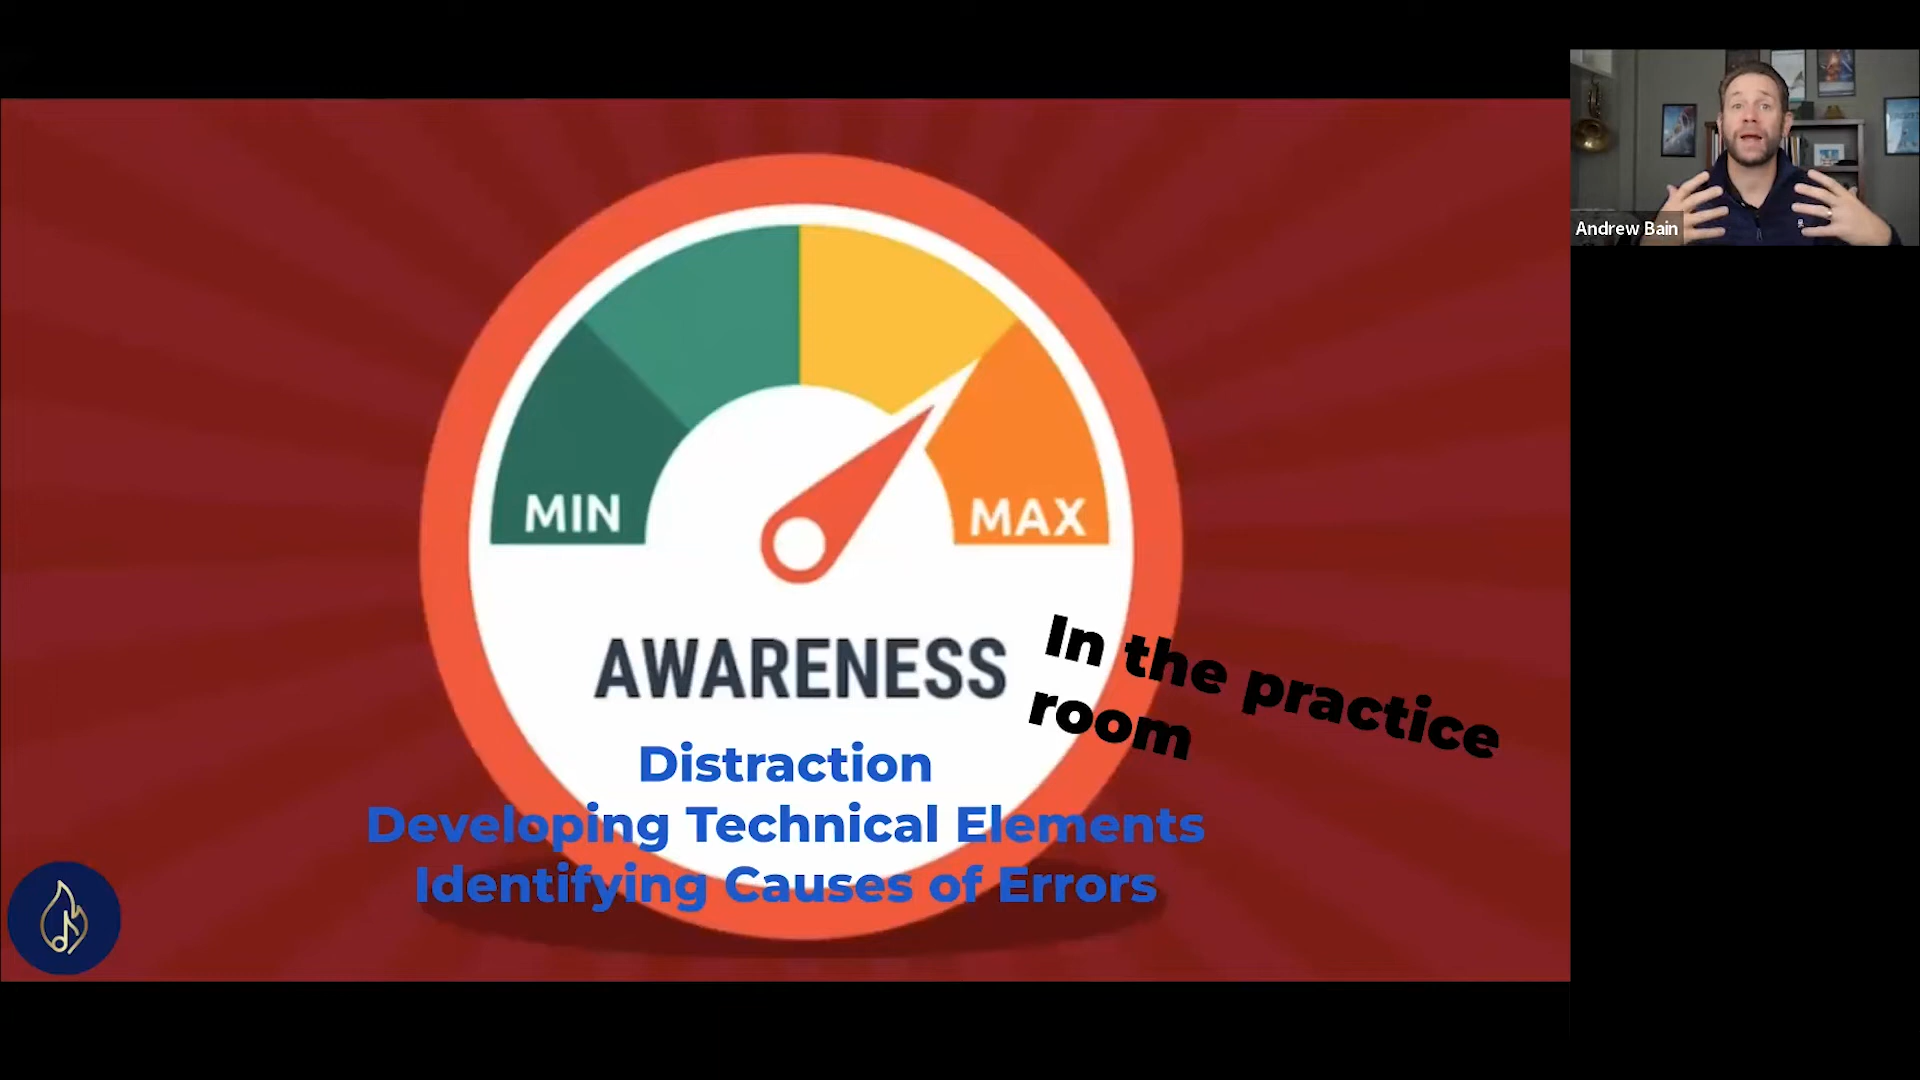 MIN
MAX
AWARENESS
In the practice
room
Distraction
Developing Technical Elements
Identifying Causes of Errors
Andrew Bain